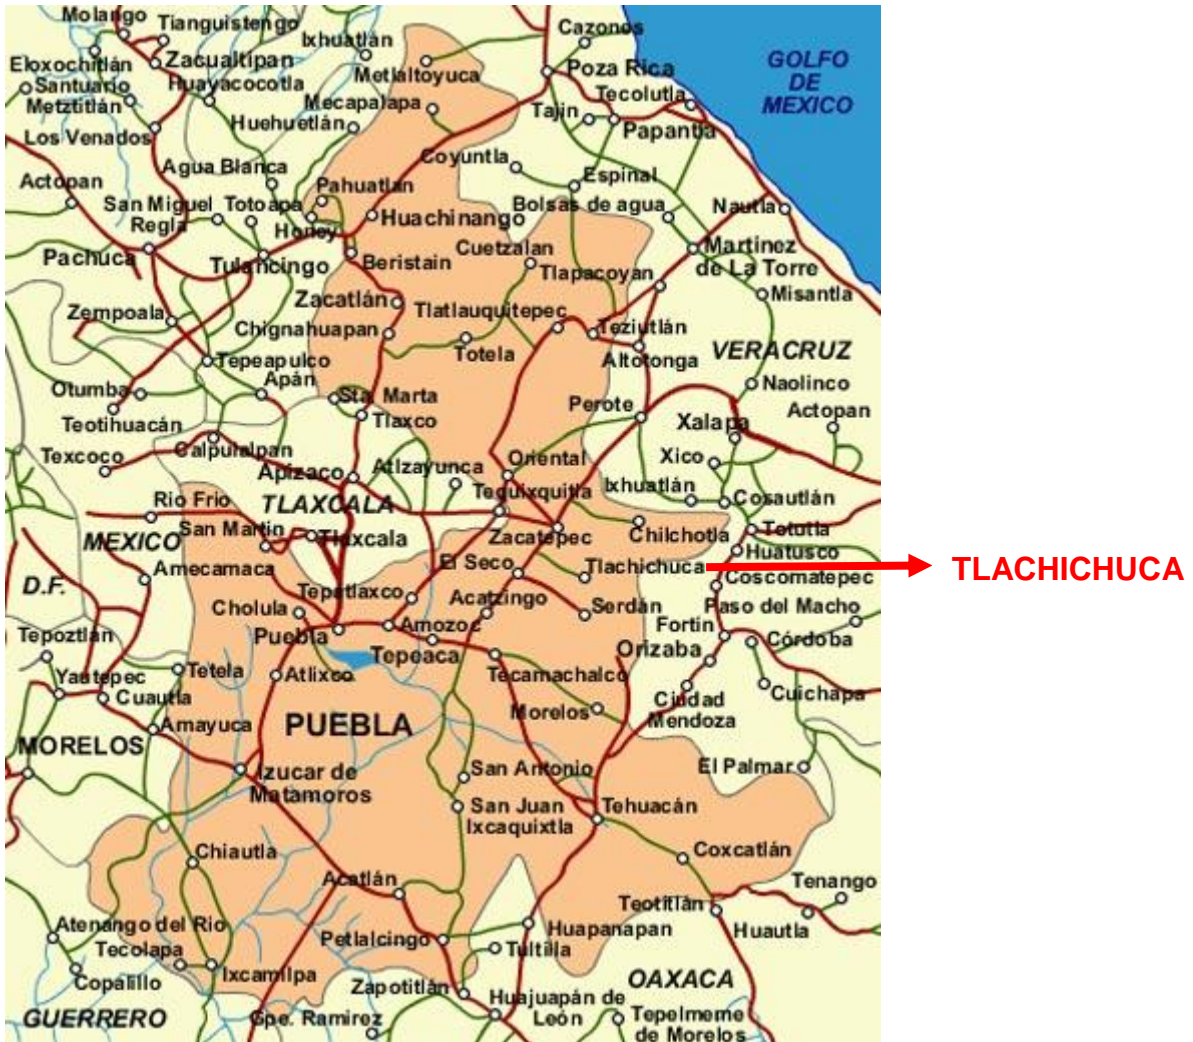 Molango
Tianguistengo
Ixhuatlán
Cazones
Eloxochitlán
Zacualtipan
Metlaltoyuca
Poza Rica
GOLFO
DE
MEXICO
Santuario
Metztitlán
Huayacocotla
Mecapalapa
Tecolutla
Tajin
Papantla
Los Venados
Huehuetlán
Agua Blanca
Coyuntla
Espinal
Actopan
Pahuatlan
San Miguel
Regla
Totoapa
Honey
Huachinango
Bolsas de agua
Nautla
Pachuca
Tulancingo
Beristain
Cuetzalan
Tlapacoyan
Martinez
de La Torre
Misantla
Zempoala
Zacatlán
Tlatlauquitepec
Chignahuapan
Totela
Teziutlán
Altotonga
VERACRUZ
Tepeapulco
Otumba
Apán
Sta. Marta
Naolinco
Teotihuacán
Tlaxco
Perote
Xalapa
Actopan
Texcoco
Calpulalpan
Apizaco
Atlzayunca
Oriental
Xico
Rio Frio
TLAXCALA
Tequixquitla
Ixhuatlán
Cosautlán
MEXICO
San Martin
Tlaxcala
Zacatepec
Chilchotla
Totutla
Huatusco
D.F.
Amecamaca
El Seco
Tlachichuca
TLACHICHUCA
Coscomatepec
Tepatlaxco
Cholula
Acatzingo
Serdán
Paso del Macho
Tepoztlán
Puebla
Amozoc
Tepeaca
Fortin
Orizaba
Córdoba
Yautepec
Tetela
Atlixco
Tecamachalco
Cuautla
Ciudad
Mendoza
Cuichapa
Amayuca
PUEBLA
Morelos
MORELOS
Izucar de
Matamoros
San Antonio
El Palmar
San Juan
Ixcaquixtla
Tehuacán
Chiautla
Coxcatlán
Acatlán
Tenango
Teotitlán
Atenango del Rio
Petlalcingo
Huapanapan
Huautla
Tecolapa
Tultilla
Copalillo
Ixcamilpa
Zapotitlán
OAXACA
GUERRERO
Gpe. Ramirez
Huajuapán de
León
Tepelmeme
de Morelos